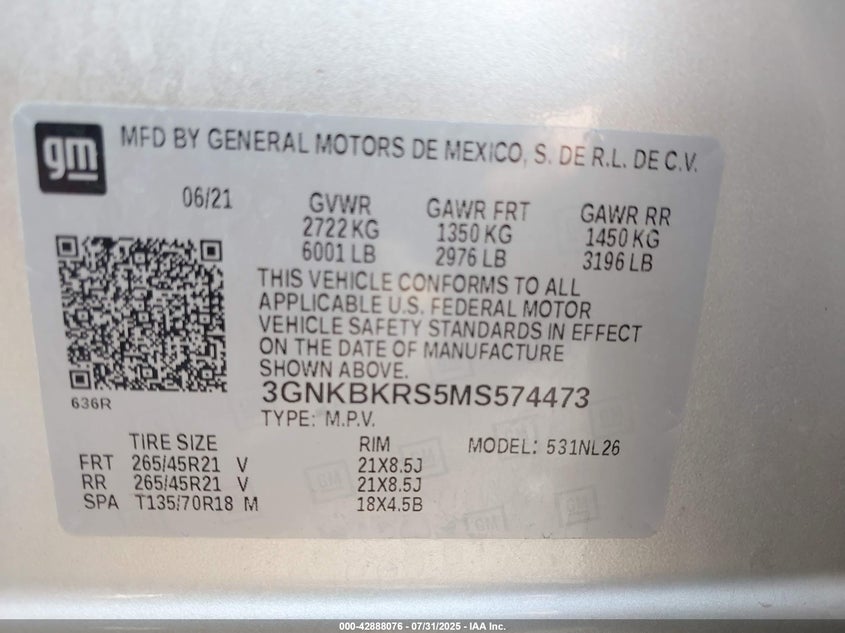 gm
MFD BY GENERAL MOTORS DE MEXICO, S. DE R.L. DE C.V.
06/21
GVWR GAWR FRT GAWR RR
2722 KG 1350 KG 1450 KG
6001 LB 2976 LB 3196 LB
THIS VEHICLE CONFORMS TO ALL
APPLICABLE U.S. FEDERAL MOTOR
VEHICLE SAFETY STANDARDS IN EFFECT
ON THE DATE OF MANUFACTURE
SHOWN ABOVE.
636R
3GNKBKRS5MS574473
TYPE: M.P.V.
TIRE SIZE RIM MODEL: 531NL26
FRT 265/45R21 V 21X8.5J
RR 265/45R21 V 21X8.5J
SPA T135/70R18 M 18X4.5B
000-42888076 - 07/31/2025 - IAA Inc.